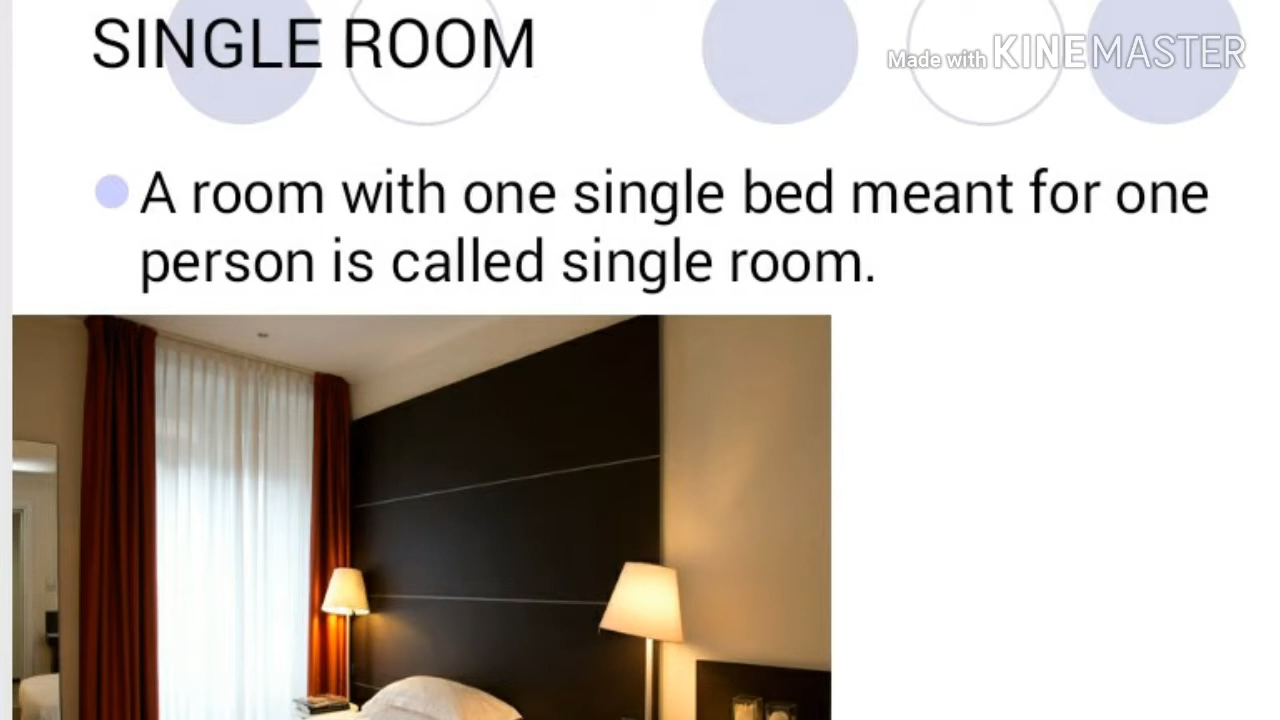 SINGLE ROOM
Made with KINEMASTER
A room with one single bed meant for one
person is called single room.